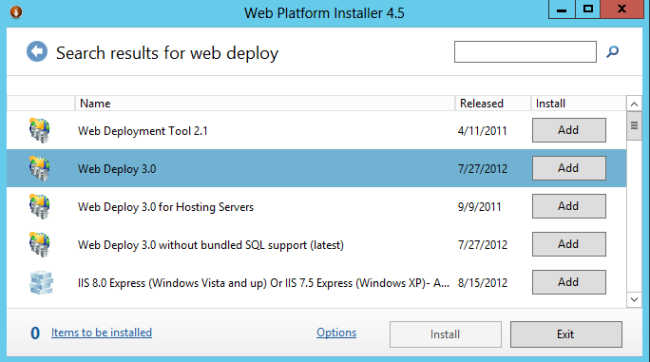 Web Platform Installer 4.5
Search results for web deploy
Name Released Install
Web Deployment Tool 2.1 4/11/2011 Add
Web Deploy 3.0 7/27/2012 Add
Web Deploy 3.0 for Hosting Servers 9/9/2011 Add
Web Deploy 3.0 without bundled SQL support (latest) 7/27/2012 Add
IIS 8.0 Express (Windows Vista and up) Or IIS 7.5 Express (Windows XP)- A... 8/15/2012 Add
0 Items to be installed Options Install Exit